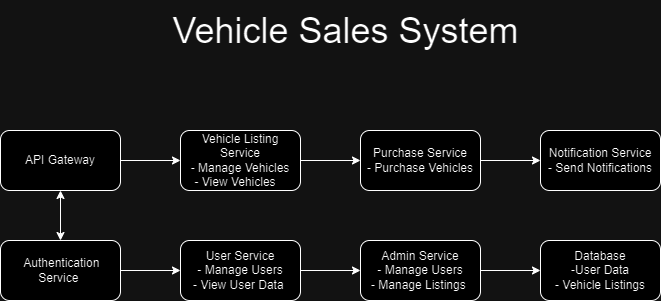 Vehicle Sales System
API Gateway
Vehicle Listing
Service
- Manage Vehicles
- View Vehicles
Purchase Service
- Purchase Vehicles
Notification Service
- Send Notifications
Authentication
Service
User Service
- Manage Users
- View User Data
Admin Service
- Manage Users
- Manage Listings
Database
-User Data
- Vehicle Listings